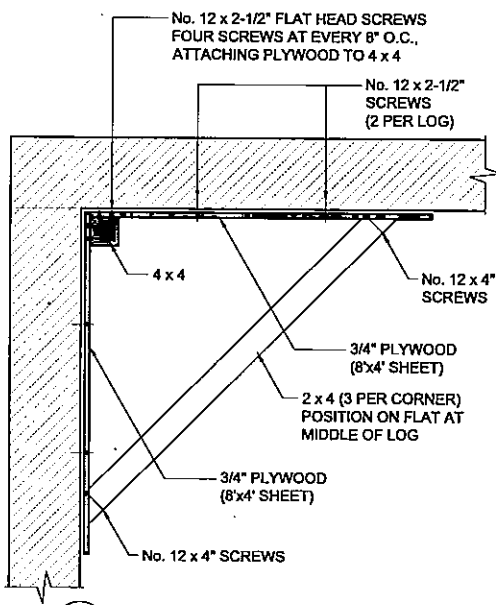 No. 12 x 2-1/2" FLAT HEAD SCREWS
FOUR SCREWS AT EVERY 8" O.C.,
ATTACHING PLYWOOD TO 4 x 4
No. 12 x 2-1/2"
SCREWS
(2 PER LOG)
4 x 4
No. 12 x 4"
SCREWS
3/4" PLYWOOD
(8'x4' SHEET)
2 x 4 (3 PER CORNER)
POSITION ON FLAT AT
MIDDLE OF LOG
3/4" PLYWOOD
(8'x4' SHEET)
No. 12 x 4" SCREWS